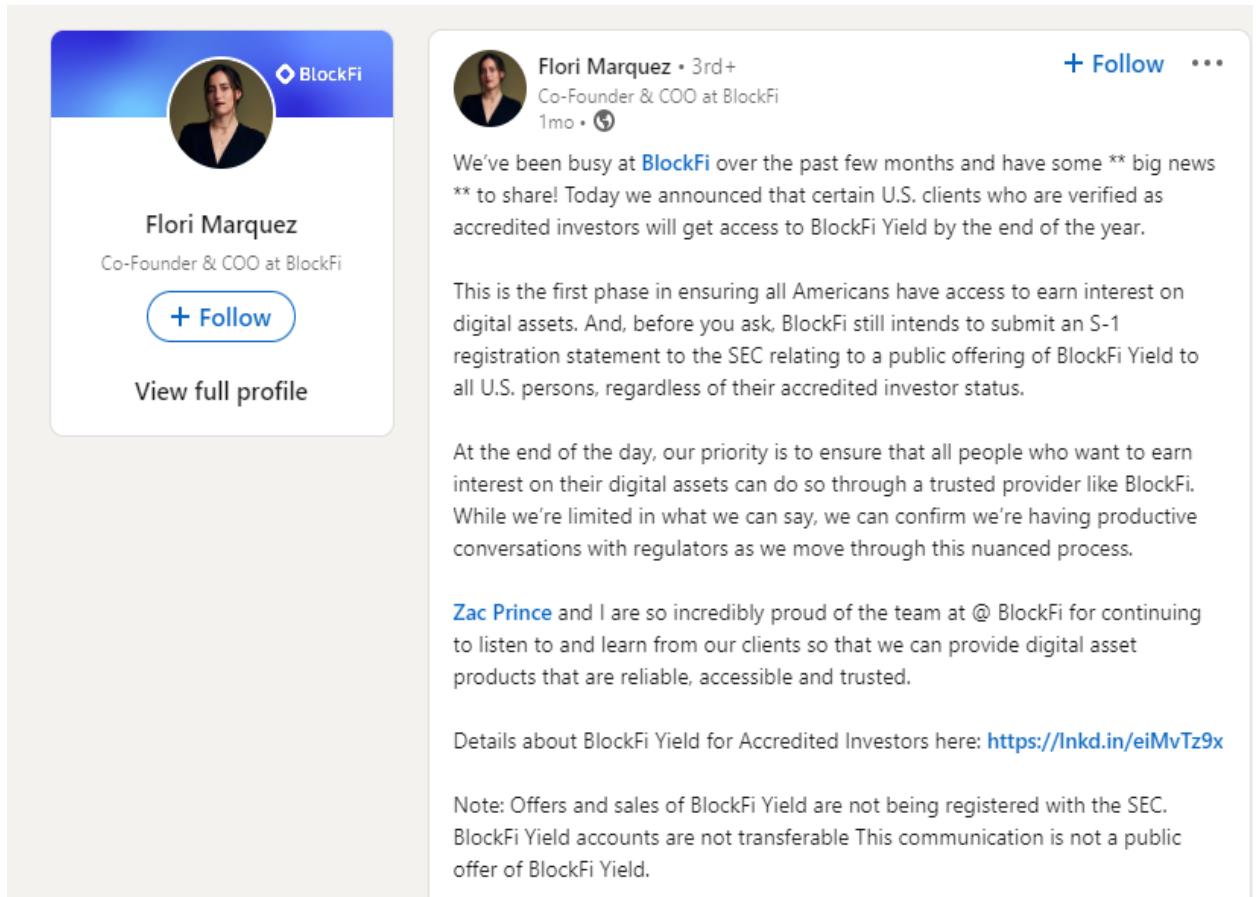 BlockFi
Flori Marquez
Co-Founder & COO at BlockFi
+ Follow
View full profile
Flori Marquez • 3rd+
+ Follow •••
Co-Founder & COO at BlockFi
1mo •
We've been busy at BlockFi over the past few months and have some ** big news
** to share! Today we announced that certain U.S. clients who are verified as
accredited investors will get access to BlockFi Yield by the end of the year.
This is the first phase in ensuring all Americans have access to earn interest on
digital assets. And, before you ask, BlockFi still intends to submit an S-1
registration statement to the SEC relating to a public offering of BlockFi Yield to
all U.S. persons, regardless of their accredited investor status.
At the end of the day, our priority is to ensure that all people who want to earn
interest on their digital assets can do so through a trusted provider like BlockFi.
While we're limited in what we can say, we can confirm we're having productive
conversations with regulators as we move through this nuanced process.
Zac Prince and I are so incredibly proud of the team at @ BlockFi for continuing
to listen to and learn from our clients so that we can provide digital asset
products that are reliable, accessible and trusted.
Details about BlockFi Yield for Accredited Investors here: https://lnkd.in/eiMvTz9x
Note: Offers and sales of BlockFi Yield are not being registered with the SEC.
BlockFi Yield accounts are not transferable This communication is not a public
offer of BlockFi Yield.